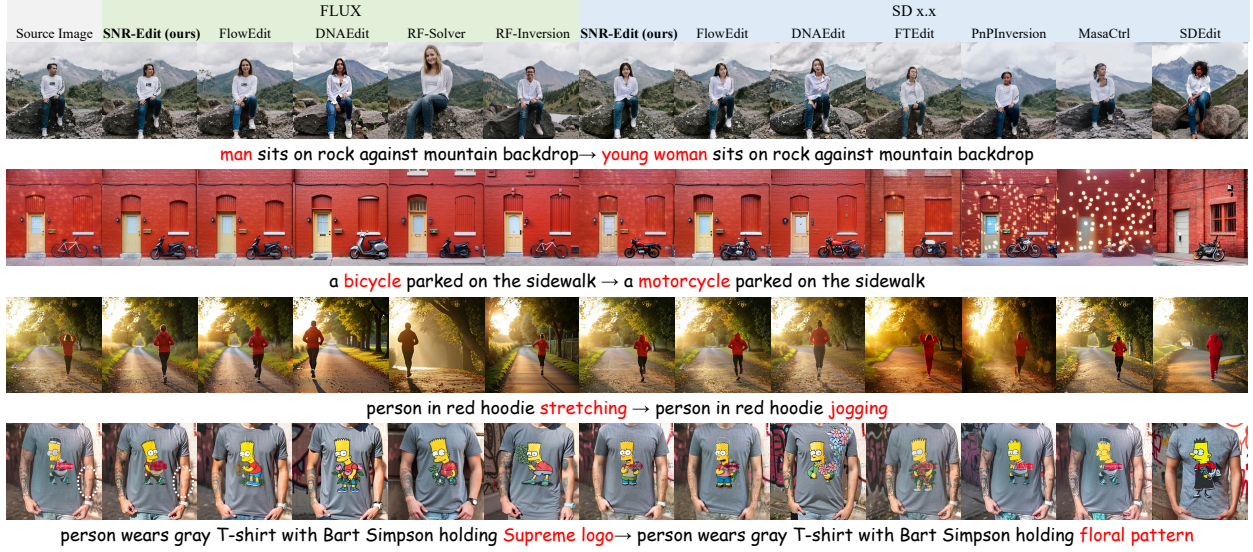 FLUX SD x.x
Source Image SNR-Edit (ours) FlowEdit DNAEdit RF-Solver RF-Inversion SNR-Edit (ours) FlowEdit DNAEdit FTEdit PnPInversion MasaCtrl SDEdit
man sits on rock against mountain backdrop→ young woman sits on rock against mountain backdrop
a bicycle parked on the sidewalk → a motorcycle parked on the sidewalk
person in red hoodie stretching → person in red hoodie jogging
person wears gray T-shirt with Bart Simpson holding Supreme logo→ person wears gray T-shirt with Bart Simpson holding floral pattern